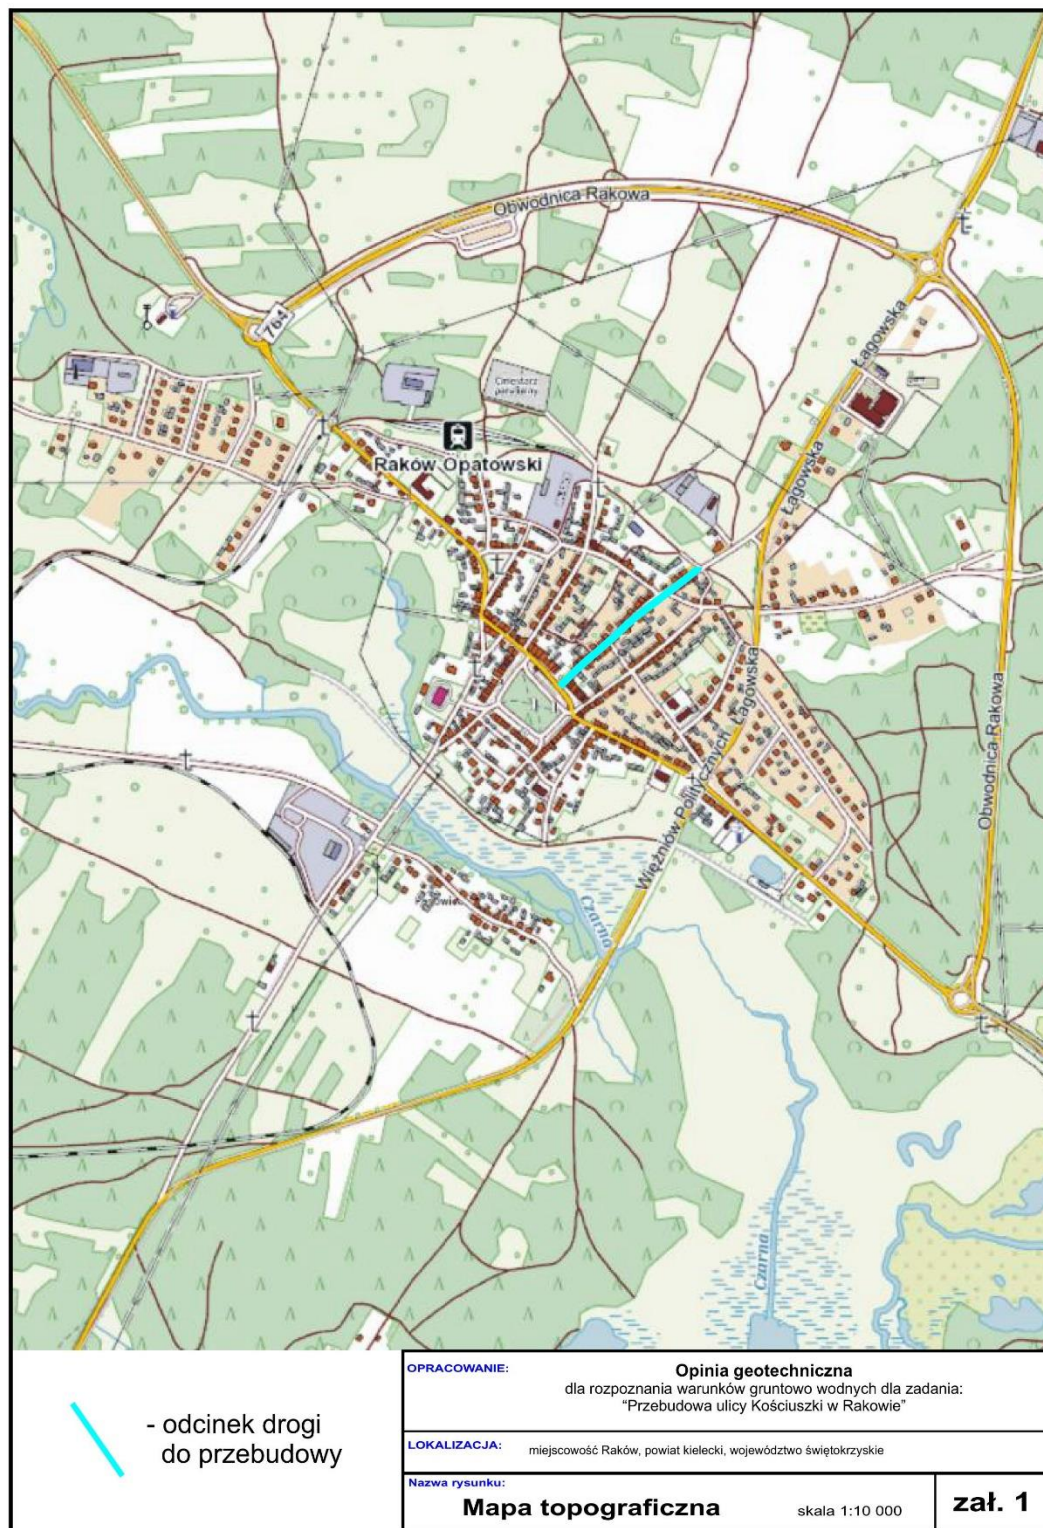 Obwodnica Rakowa
764
Łagowska
Cmentarz
parafialny
Raków Opatowski
Łagowska
Łagowska
Obwodnica Rakowa
Więźniów Politycznych
Czarna
Czarna
- odcinek drogi
do przebudowy
OPRACOWANIE:
Opinia geotechniczna
dla rozpoznania warunków gruntowo wodnych dla zadania:
“Przebudowa ulicy Kościuszki w Rakowie”
LOKALIZACJA:
miejscowość Raków, powiat kielecki, województwo świętokrzyskie
Nazwa rysunku:
Mapa topograficzna
skala 1:10 000
zał. 1